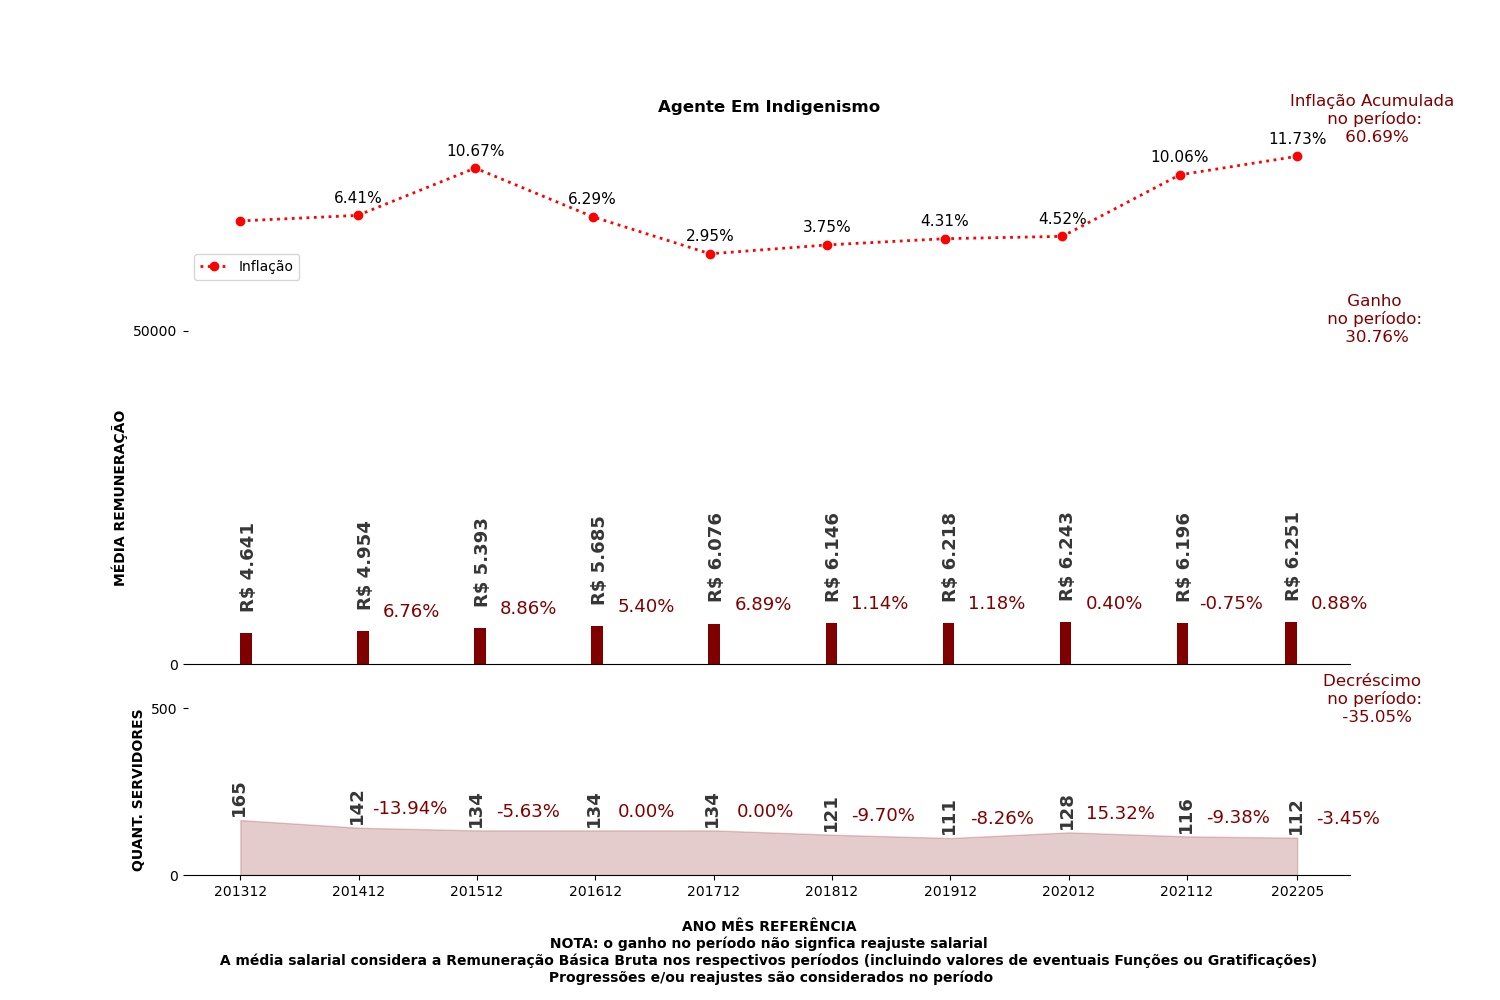 Agente Em Indigenismo
Inflação Acumulada
no período:
60.69%
6.41%
10.67%
6.29%
2.95%
3.75%
4.31%
4.52%
10.06%
11.73%
Inflação
Ganho
no período:
30.76%
50000
0
MÉDIA REMUNERAÇÃO
R$ 4.641
R$ 4.954
R$ 5.393
R$ 5.685
R$ 6.076
R$ 6.146
R$ 6.218
R$ 6.243
R$ 6.196
R$ 6.251
6.76%
8.86%
5.40%
6.89%
1.14%
1.18%
0.40%
-0.75%
0.88%
Decréscimo
no período:
-35.05%
500
0
QUANT. SERVIDORES
165
142
134
134
134
121
111
128
116
112
-13.94%
-5.63%
0.00%
0.00%
-9.70%
-8.26%
15.32%
-9.38%
-3.45%
201312
201412
201512
201612
201712
201812
201912
202012
202112
202205
ANO MÊS REFERÊNCIA
NOTA: o ganho no período não signfica reajuste salarial
A média salarial considera a Remuneração Básica Bruta nos respectivos períodos (incluindo valores de eventuais Funções ou Gratificações)
Progressões e/ou reajustes são considerados no período